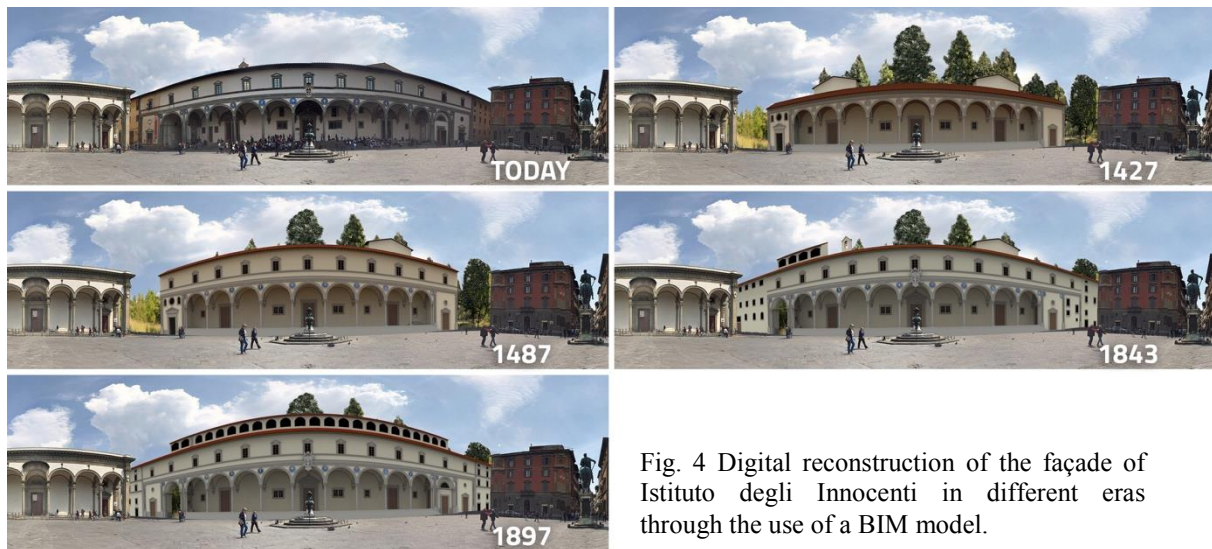 TODAY
1427
1487
1843
1897
Fig. 4 Digital reconstruction of the façade of
Istituto degli Innocenti in different eras
through the use of a BIM model.